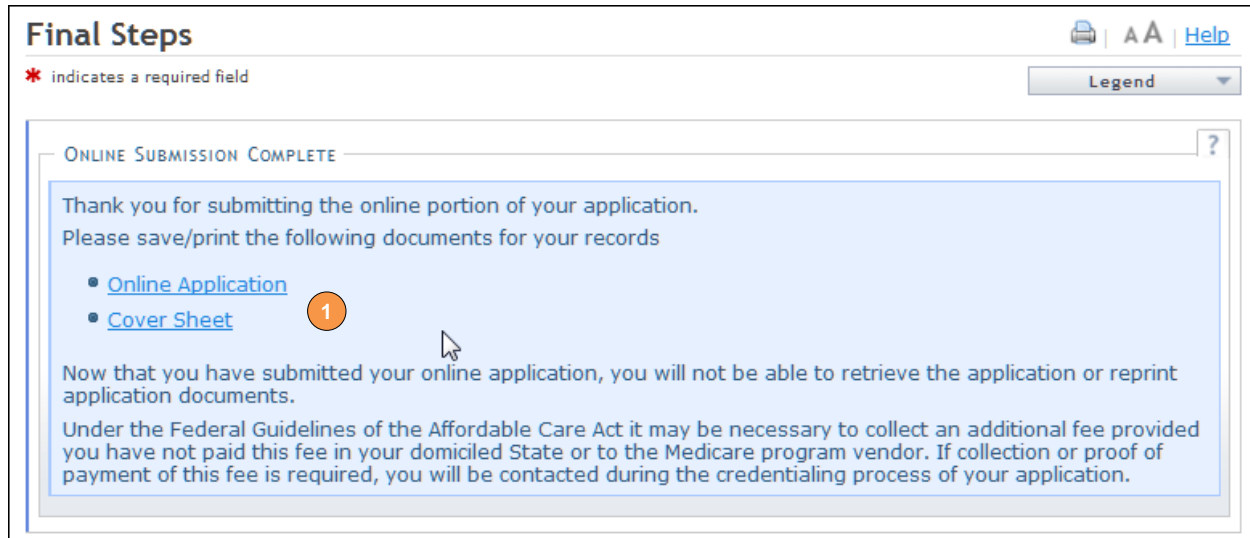 Final Steps
A A | Help
* indicates a required field
Legend
ONLINE SUBMISSION COMPLETE
?
Thank you for submitting the online portion of your application.
Please save/print the following documents for your records
• Online Application
1
• Cover Sheet
Now that you have submitted your online application, you will not be able to retrieve the application or reprint
application documents.
Under the Federal Guidelines of the Affordable Care Act it may be necessary to collect an additional fee provided
you have not paid this fee in your domiciled State or to the Medicare program vendor. If collection or proof of
payment of this fee is required, you will be contacted during the credentialing process of your application.